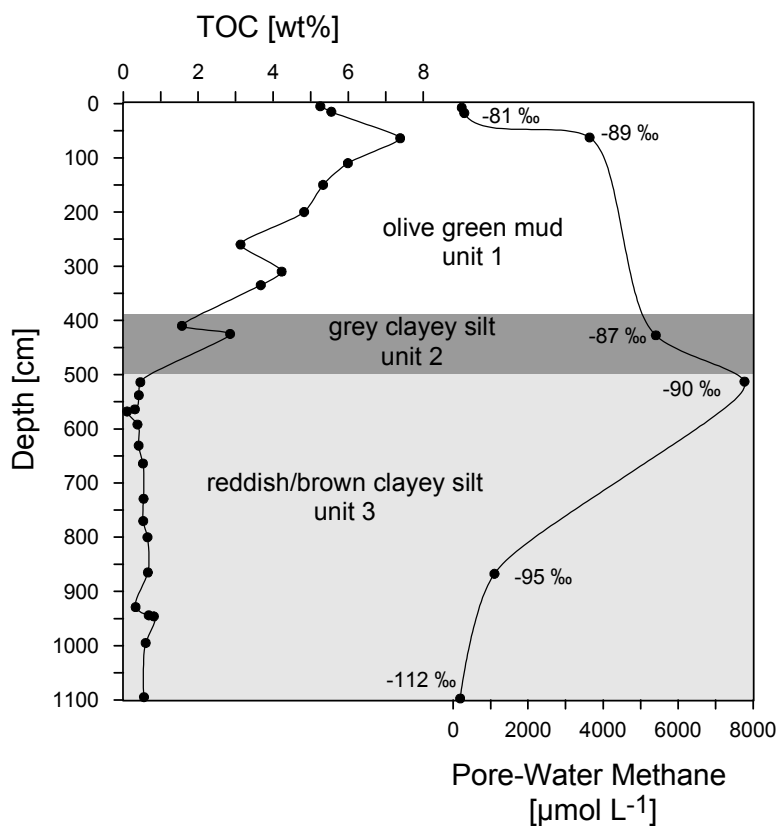 TOC [wt%]
0 2 4 6 8
0
-81 ‰
-89 ‰
100
200
olive green mud
unit 1
300
400
grey clayey silt
-87 ‰
unit 2
500
-90 ‰
Depth [cm]
600
reddish/brown clayey silt
700
unit 3
800
-95 ‰
900
1000
-112 ‰
1100
0 2000 4000 6000 8000
Pore-Water Methane
[µmol L-1]